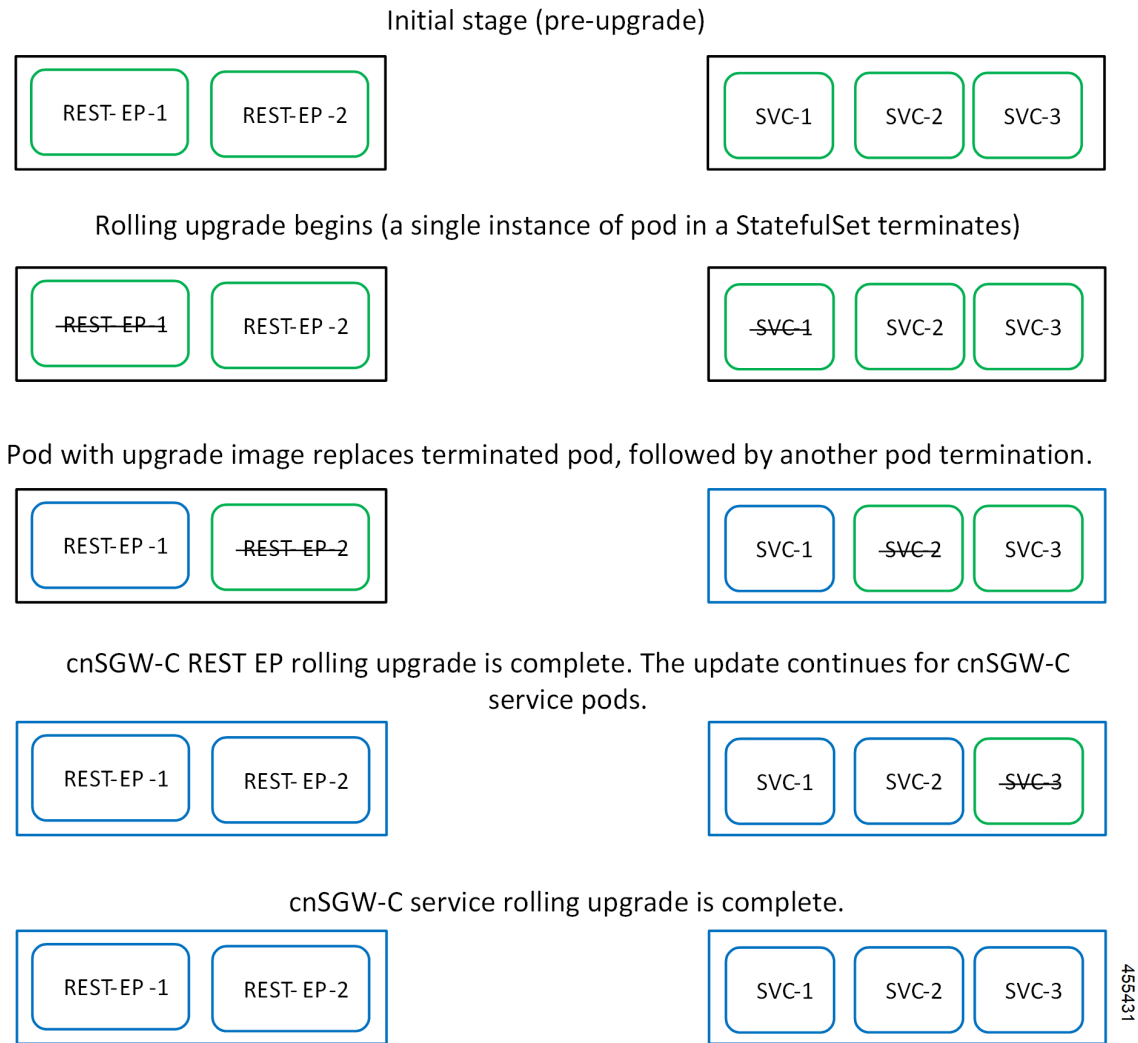 Initial stage (pre-upgrade)
REST- EP -1 REST-EP -2 SVC-1 SVC-2 SVC-3
Rolling upgrade begins (a single instance of pod in a StatefulSet terminates)
REST- EP -1 REST-EP -2 SVC-1 SVC-2 SVC-3
Pod with upgrade image replaces terminated pod, followed by another pod termination.
REST-EP -1 REST- EP -2 SVC-1 SVC-2 SVC-3
cnSGW-C REST EP rolling upgrade is complete. The update continues for cnSGW-C
service pods.
REST-EP -1 REST- EP -2 SVC-1 SVC-2 SVC-3
cnSGW-C service rolling upgrade is complete.
REST-EP -1 REST- EP -2 SVC-1 SVC-2 SVC-3
455431